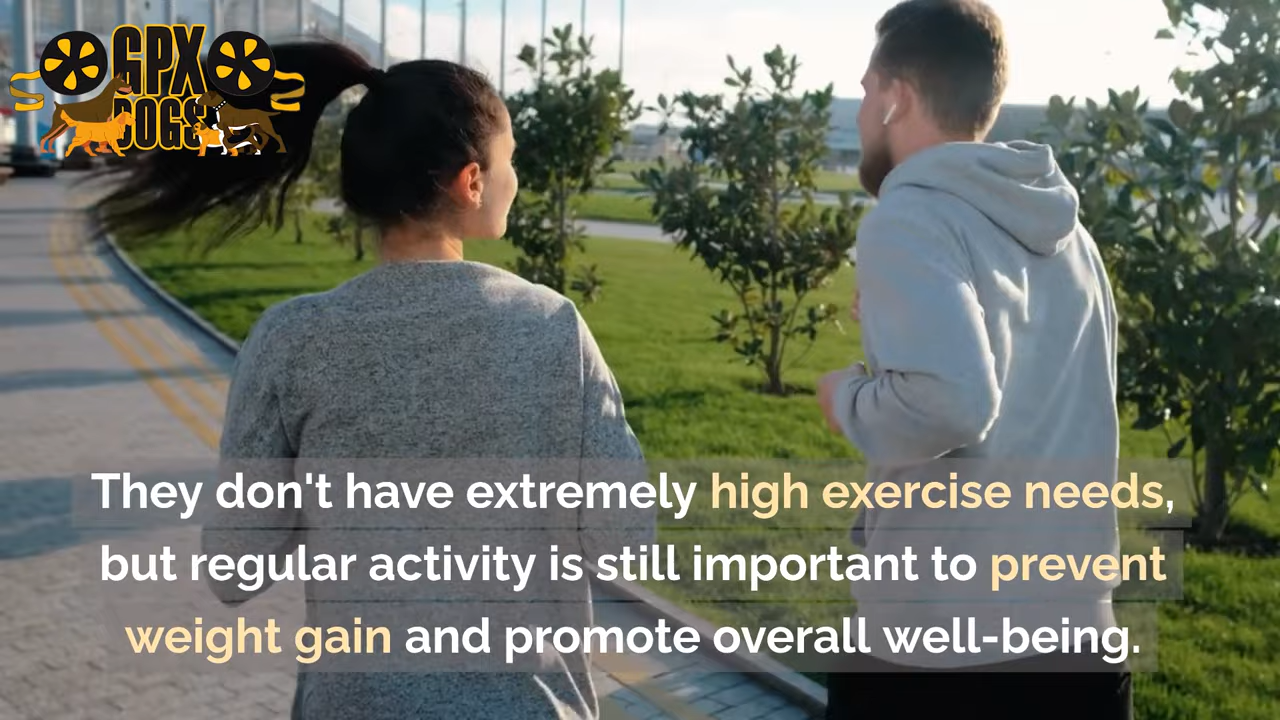 GPX
DOGS
They don't have extremely high exercise needs,
but regular activity is still important to prevent
weight gain and promote overall well-being.